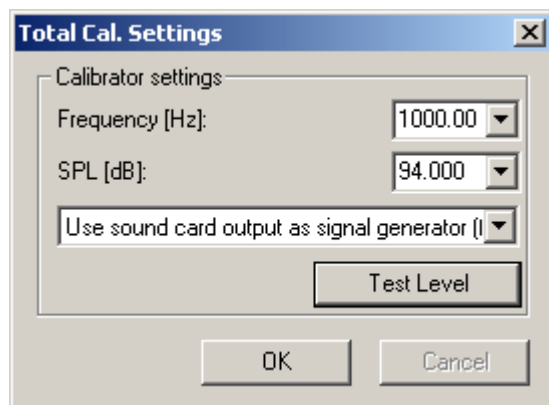 Total Cal. Settings
Calibrator settings
Frequency [Hz]: 1000.00
SPL [dB]: 94.000
Use sound card output as signal generator (
Test Level
OK Cancel